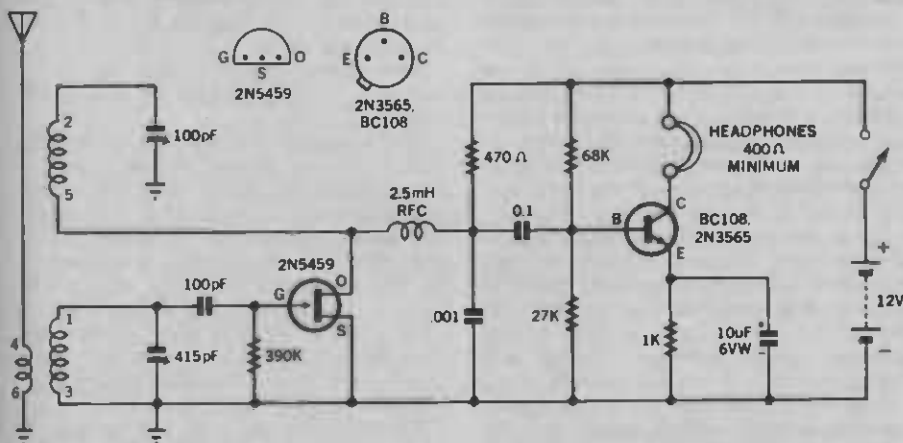 B
G S O
E C
2N5459
2N3565,
BC108
2
100pF
5
470 Ω
68K
HEADPHONES
400 Ω
MINIMUM
2.5mH
RFC
0.1
B
C
BC108,
2N3565
E
2N5459
O
100pF
G
S
1
415pF
390K
.001
27K
1K
10uF
6VW
+
-
+
12V
-
4
6
3